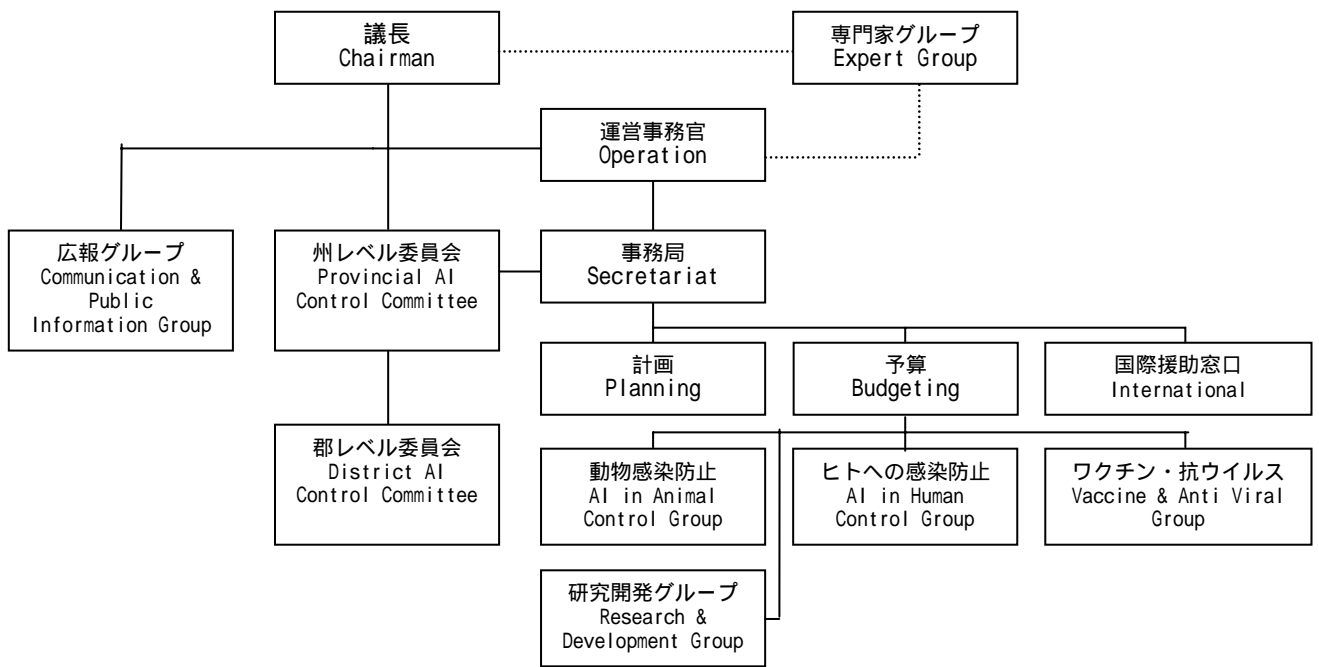 議長
Chairman
専門家グループ
Expert Group
運営事務官
Operation
広報グループ
Communication &
Public
Information Group
州レベル委員会
Provincial AI
Control Committee
事務局
Secretariat
計画
Planning
予算
Budgeting
国際援助窓口
International
郡レベル委員会
District AI
Control Committee
動物感染防止
AI in Animal
Control Group
ヒトへの感染防止
AI in Human
Control Group
ワクチン・抗ウイルス
Vaccine & Anti Viral
Group
研究開発グループ
Research &
Development Group